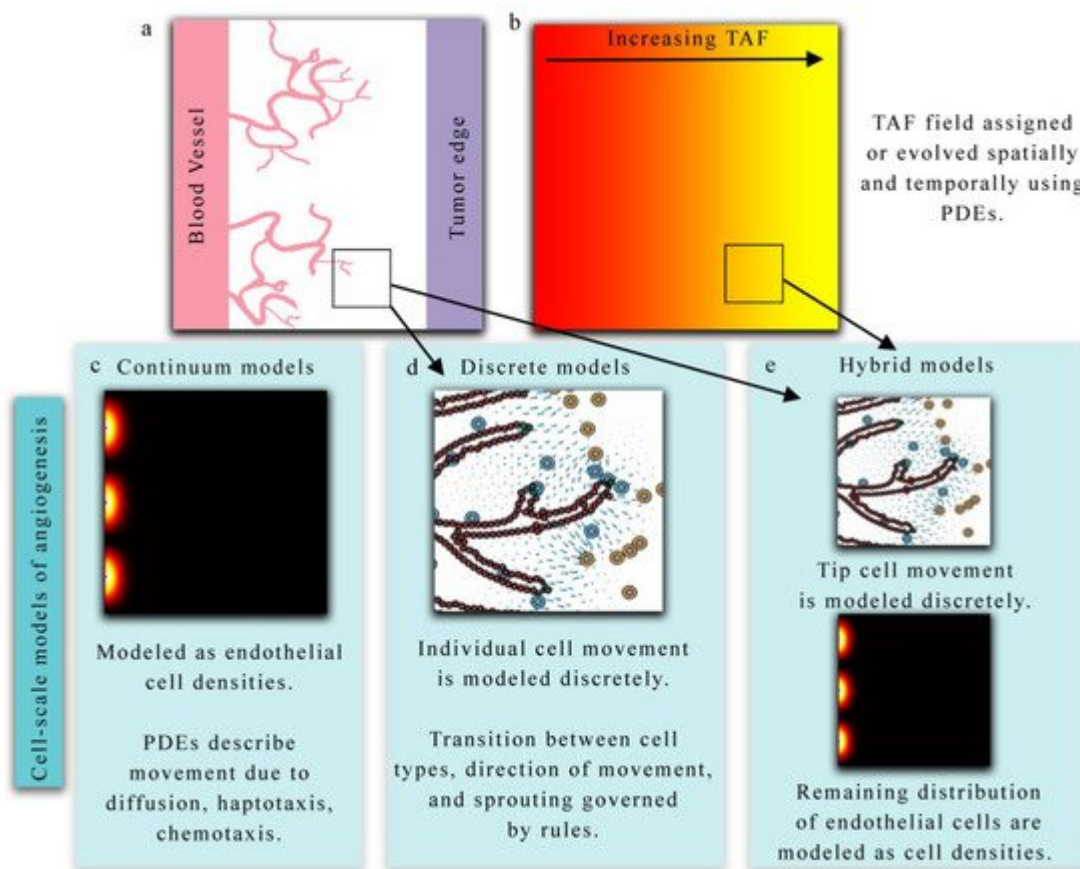 a
Blood Vessel
Tumor edge
b
Increasing TAF
TAF field assigned
or evolved spatially
and temporally using
PDEs.
Cell-scale models of angiogenesis
c Continuum models
Modeled as endothelial
cell densities.
PDEs describe
movement due to
diffusion, haptotaxis,
chemotaxis.
d Discrete models
Individual cell movement
is modeled discretely.
Transition between cell
types, direction of movement,
and sprouting governed
by rules.
e Hybrid models
Tip cell movement
is modeled discretely.
Remaining distribution
of endothelial cells are
modeled as cell densities.